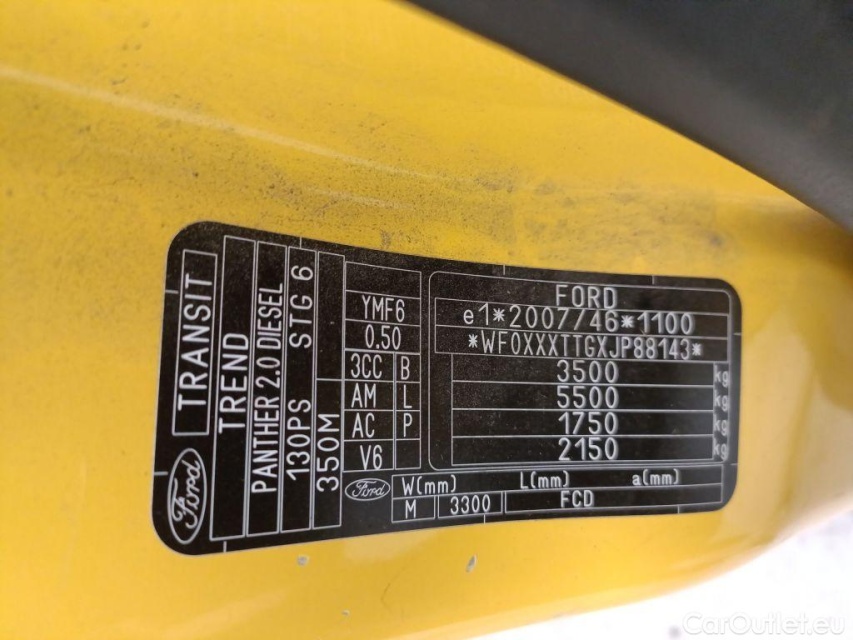 Ford
TRANSIT
TREND
PANTHER 2.0 DIESEL
130PS STG 6
350M
YMF6
0.50
3CC B
AM L
AC P
V6
FORD
e1*2007/46*1100
*WF0XXXTTGXJP88143*
3500 kg
5500 kg
1750 kg
2150 kg
Ford
W(mm) L(mm) a(mm)
M 3300 FCD
CarOutlet.eu